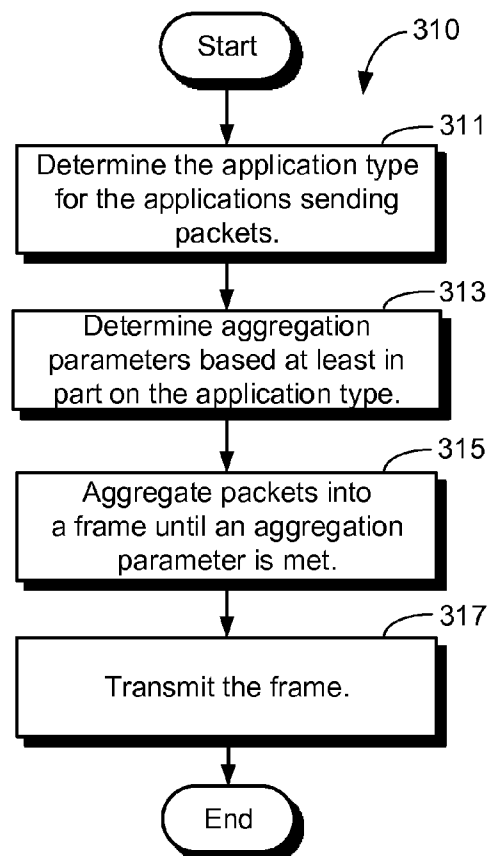 Start
310
311
Determine the application type
for the applications sending
packets.
313
Determine aggregation
parameters based at least in
part on the application type.
315
Aggregate packets into
a frame until an aggregation
parameter is met.
317
Transmit the frame.
End